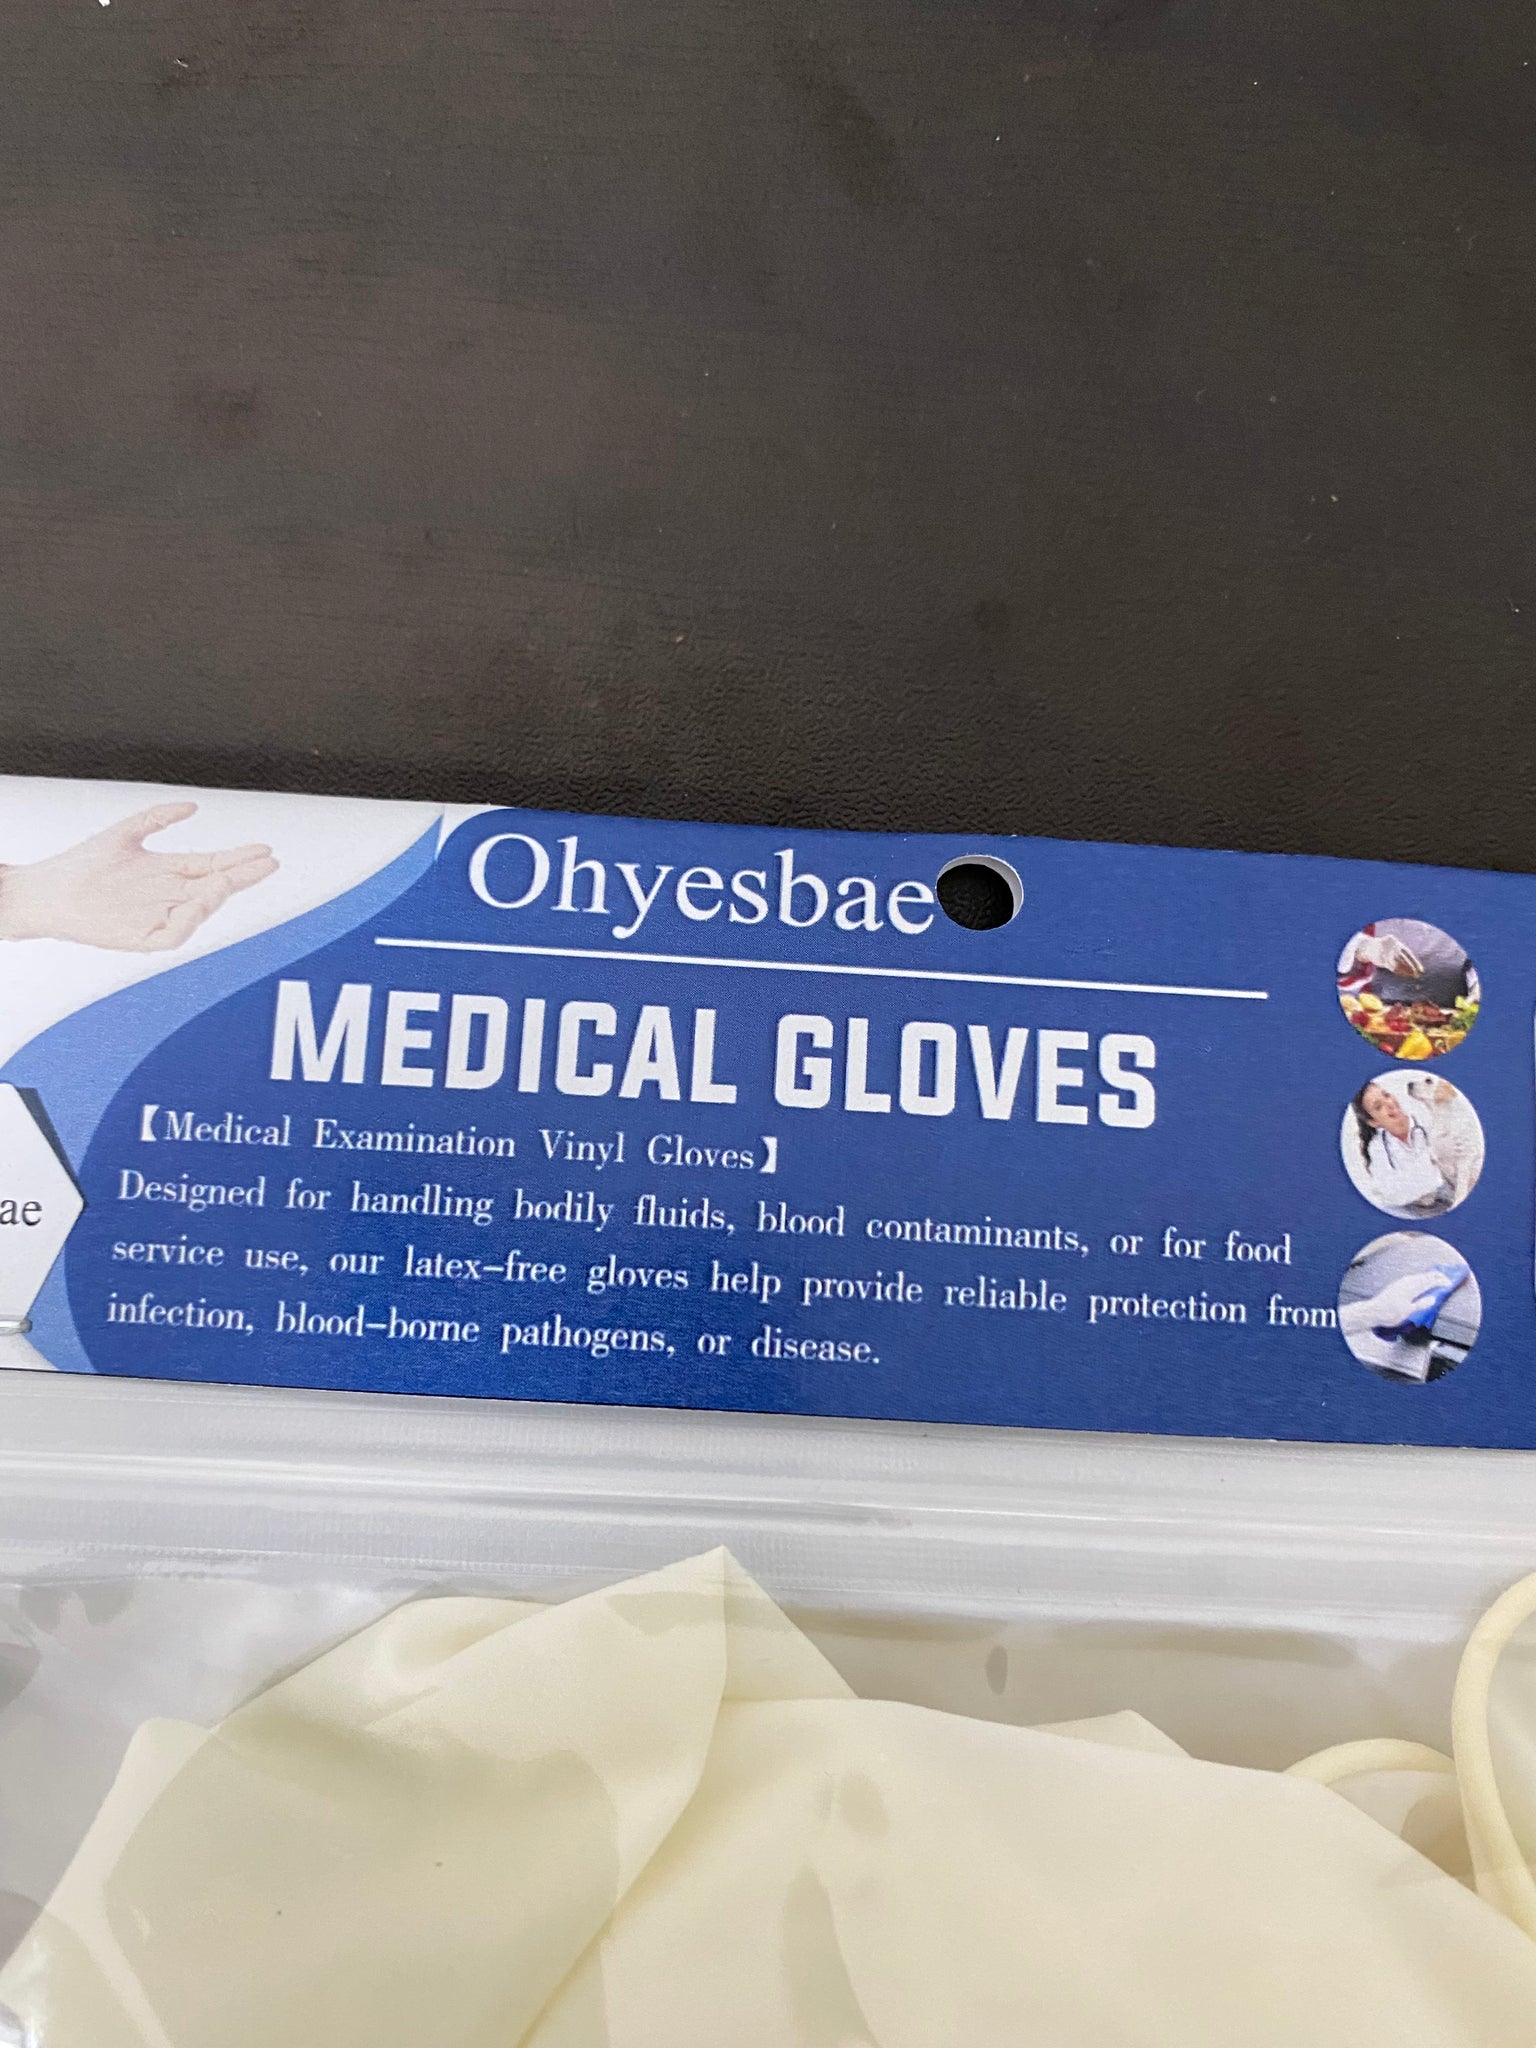 Ohyesbae
MEDICAL GLOVES
【Medical Examination Vinyl Gloves】
Designed for handling bodily fluids, blood contaminants, or for food
service use, our latex-free gloves help provide reliable protection from
infection, blood-borne pathogens, or disease.
ae